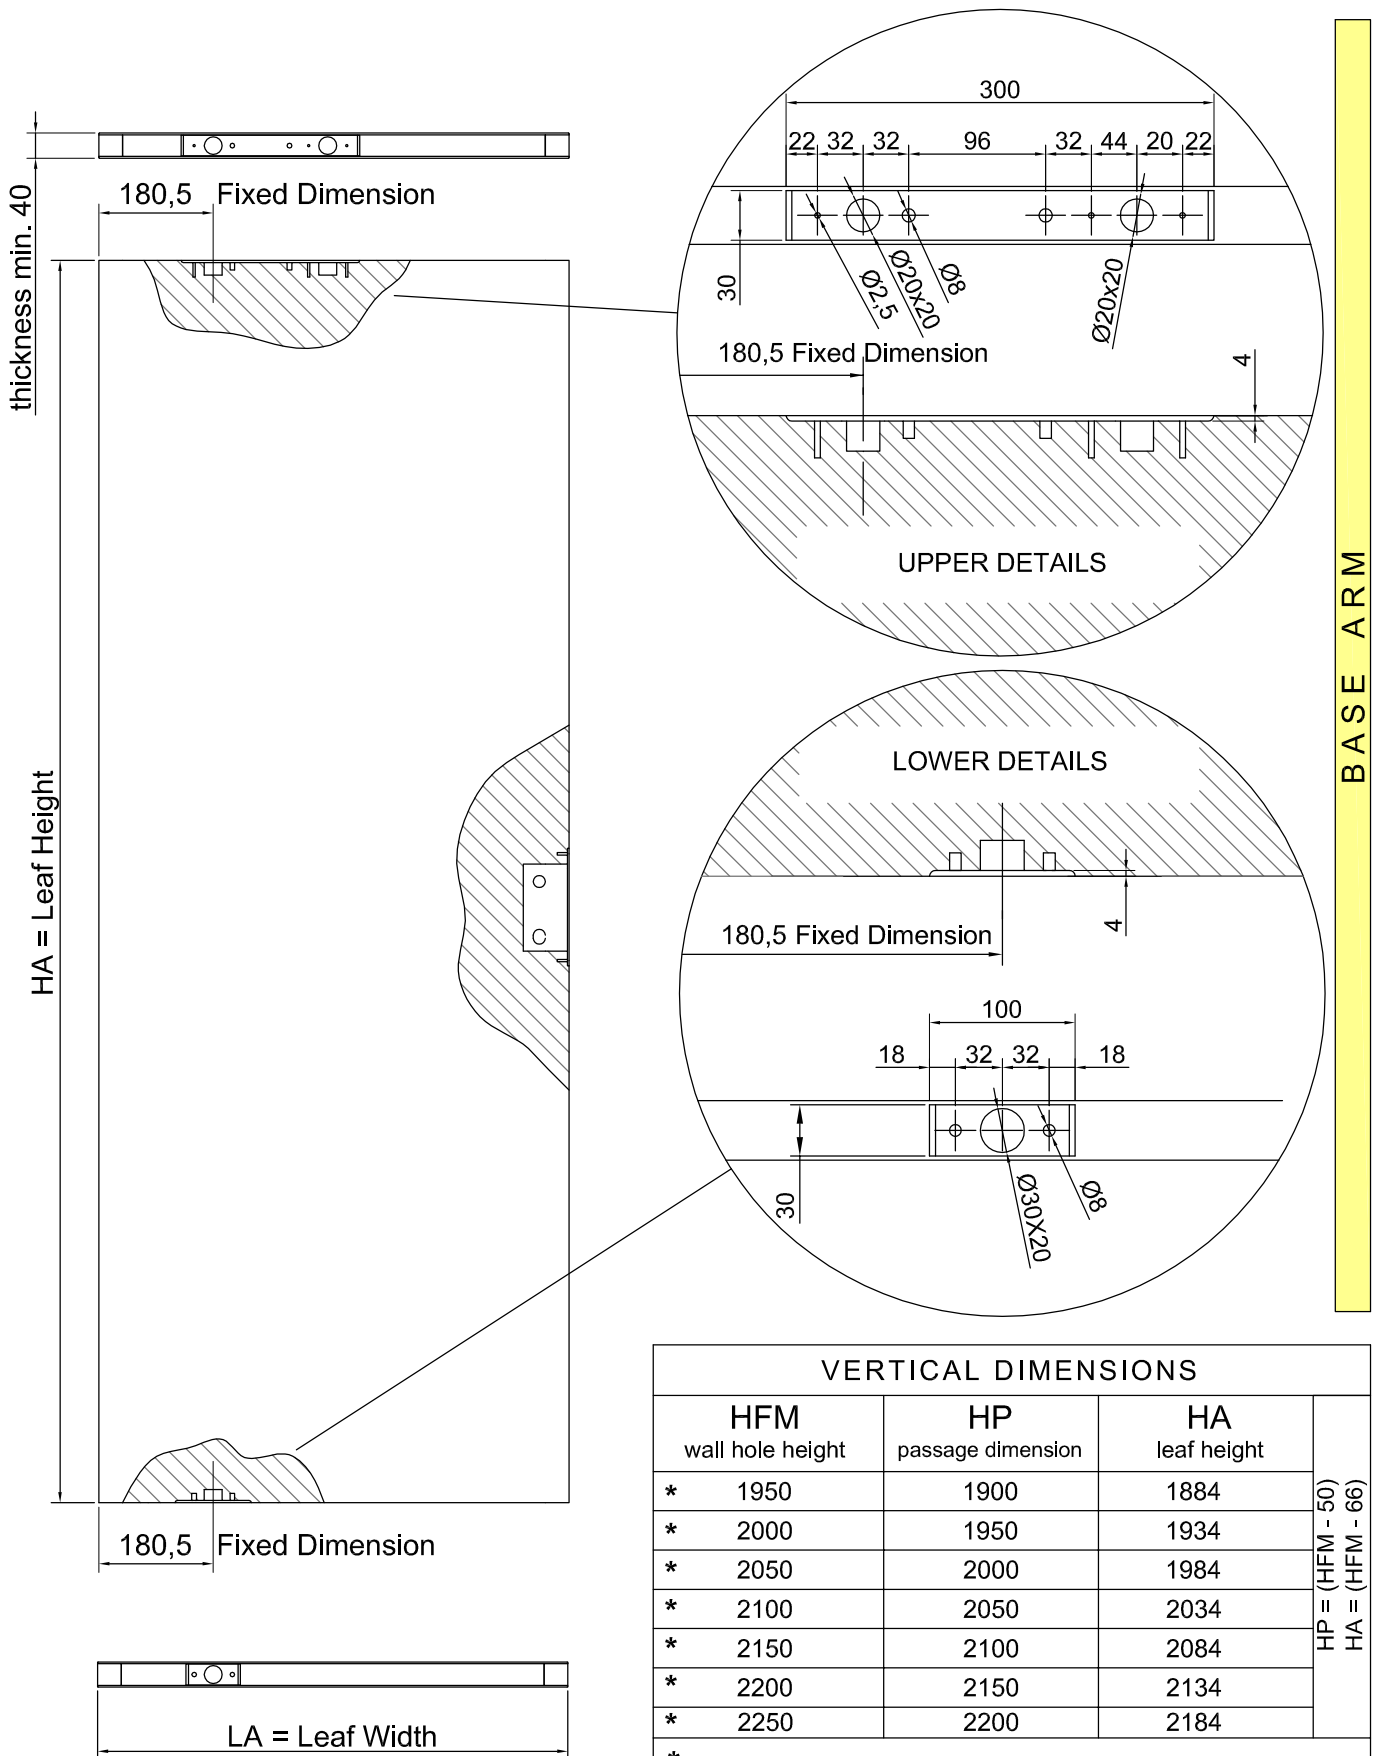 300
22 32 32 96 32 44 20 22
30
Ø2,5
Ø20x20
Ø8
Ø20x20
180,5 Fixed Dimension
4
UPPER DETAILS
thickness min. 40
180,5 Fixed Dimension
HA = Leaf Height
BASE ARM
LOWER DETAILS
4
180,5 Fixed Dimension
100
18 32 32 18
30
Ø30X20
Ø8
180,5 Fixed Dimension
LA = Leaf Width
VERTICAL DIMENSIONS
HFM HP HA
wall hole height passage dimension leaf height
* 1950 1900 1884
* 2000 1950 1934
* 2050 2000 1984
* 2100 2050 2034
* 2150 2100 2084
* 2200 2150 2134
* 2250 2200 2184
HP = (HFM - 50)
HA = (HFM - 66)
*